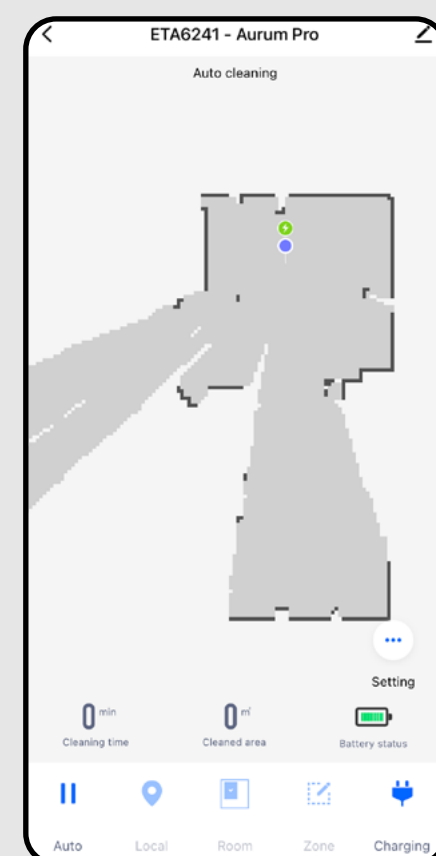 ETA6241 - Aurum Pro
Auto cleaning
Setting
0 min 0 ㎡
Cleaning time Cleaned area Battery status
Auto Local Room Zone Charging